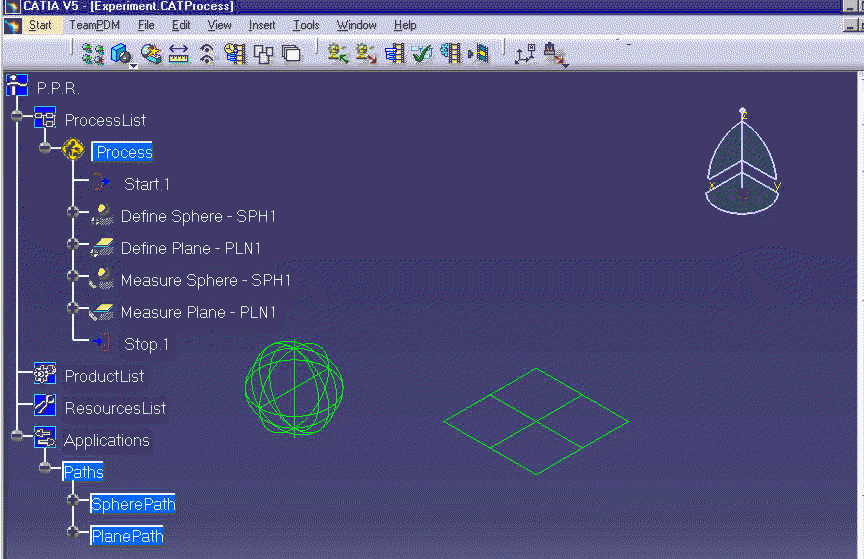 CATIA V5 - [Experiment.CATProcess]
Start TeamPDM File Edit View Insert Tools Window Help
P.P.R.
ProcessList
Process
Start.1
Define Sphere - SPH1
Define Plane - PLN1
Measure Sphere - SPH1
Measure Plane - PLN1
Stop.1
ProductList
ResourcesList
Applications
Paths
SpherePath
PlanePath
z
x y